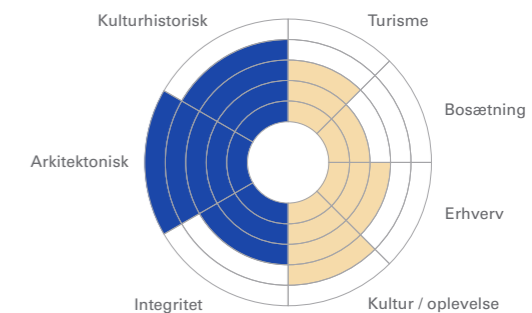 Kulturhistorisk
Turisme
Bosætning
Arkitektonisk
Erhverv
Integritet
Kultur / oplevelse